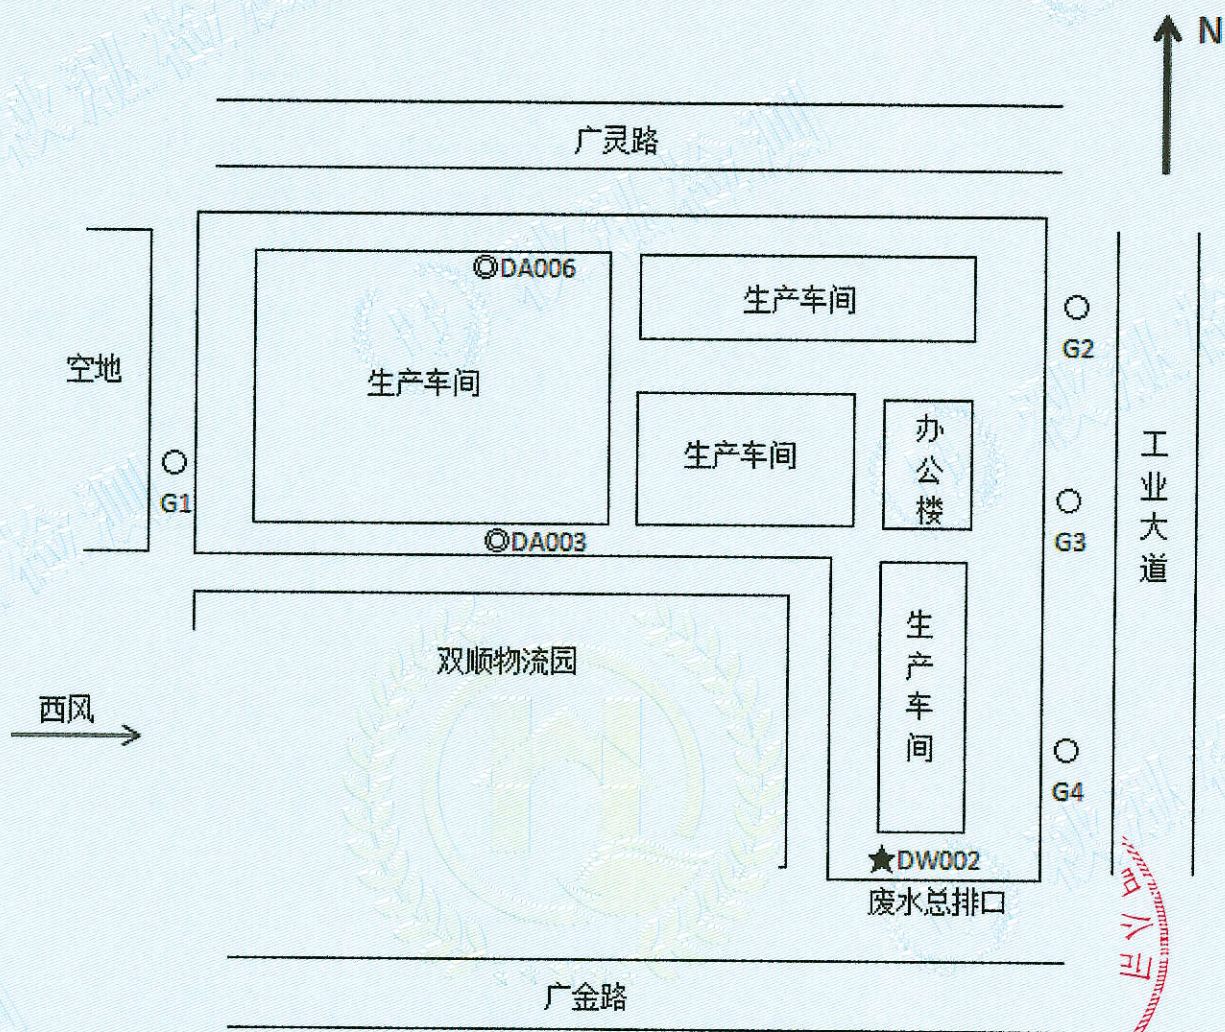 N
广灵路
◎DA006
生产车间
G2
空地
生产车间
办公楼
工业大道
生产车间
G1
G3
◎DA003
生产车间
双顺物流园
西风
G4
★DW002
废水总排口
广金路